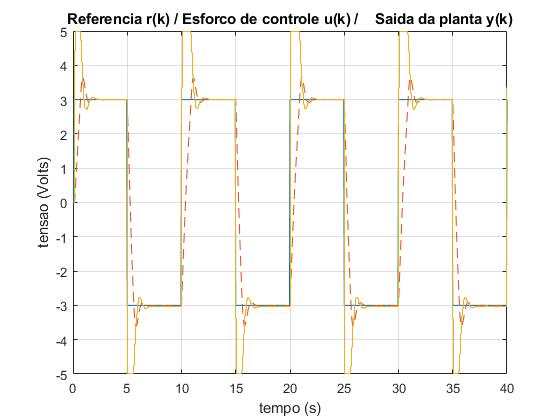 Referencia r(k) / Esforco de controle u(k) / Saida da planta y(k)
5
4
3
2
1
0
-1
-2
-3
-4
-5
tensao (Volts)
0 5 10 15 20 25 30 35 40
tempo (s)